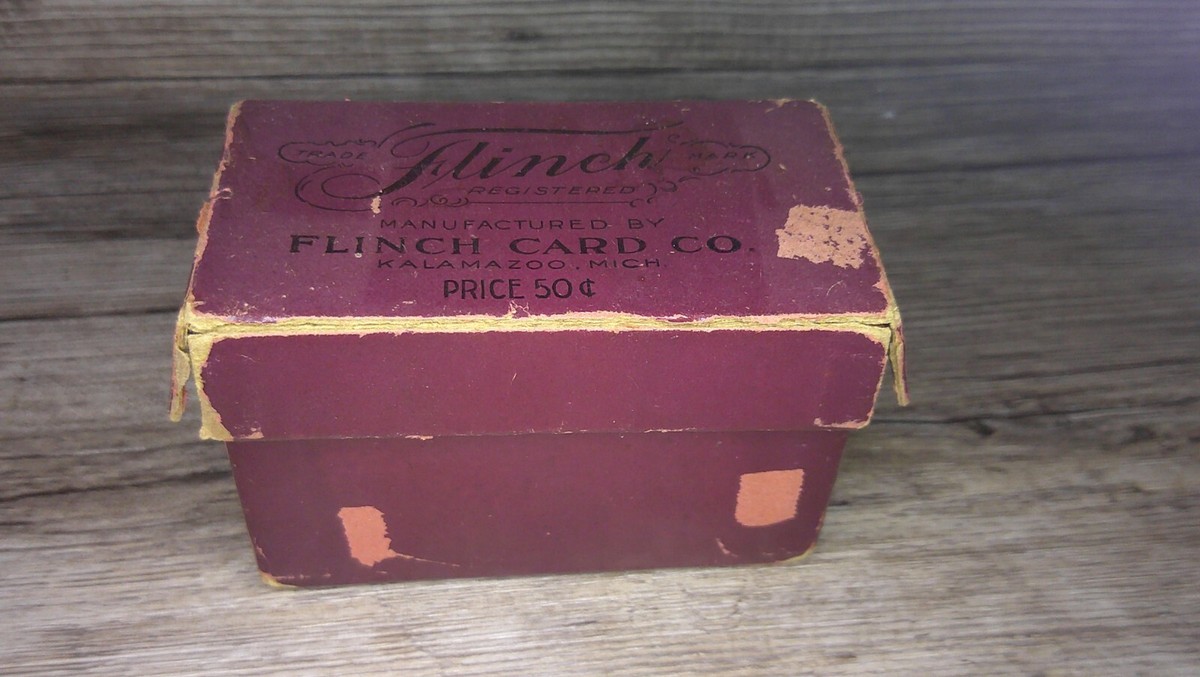 TRADE Flinch MARK
REGISTERED
MANUFACTURED BY
FLINCH CARD CO.
KALAMAZOO, MICH.
PRICE 50¢